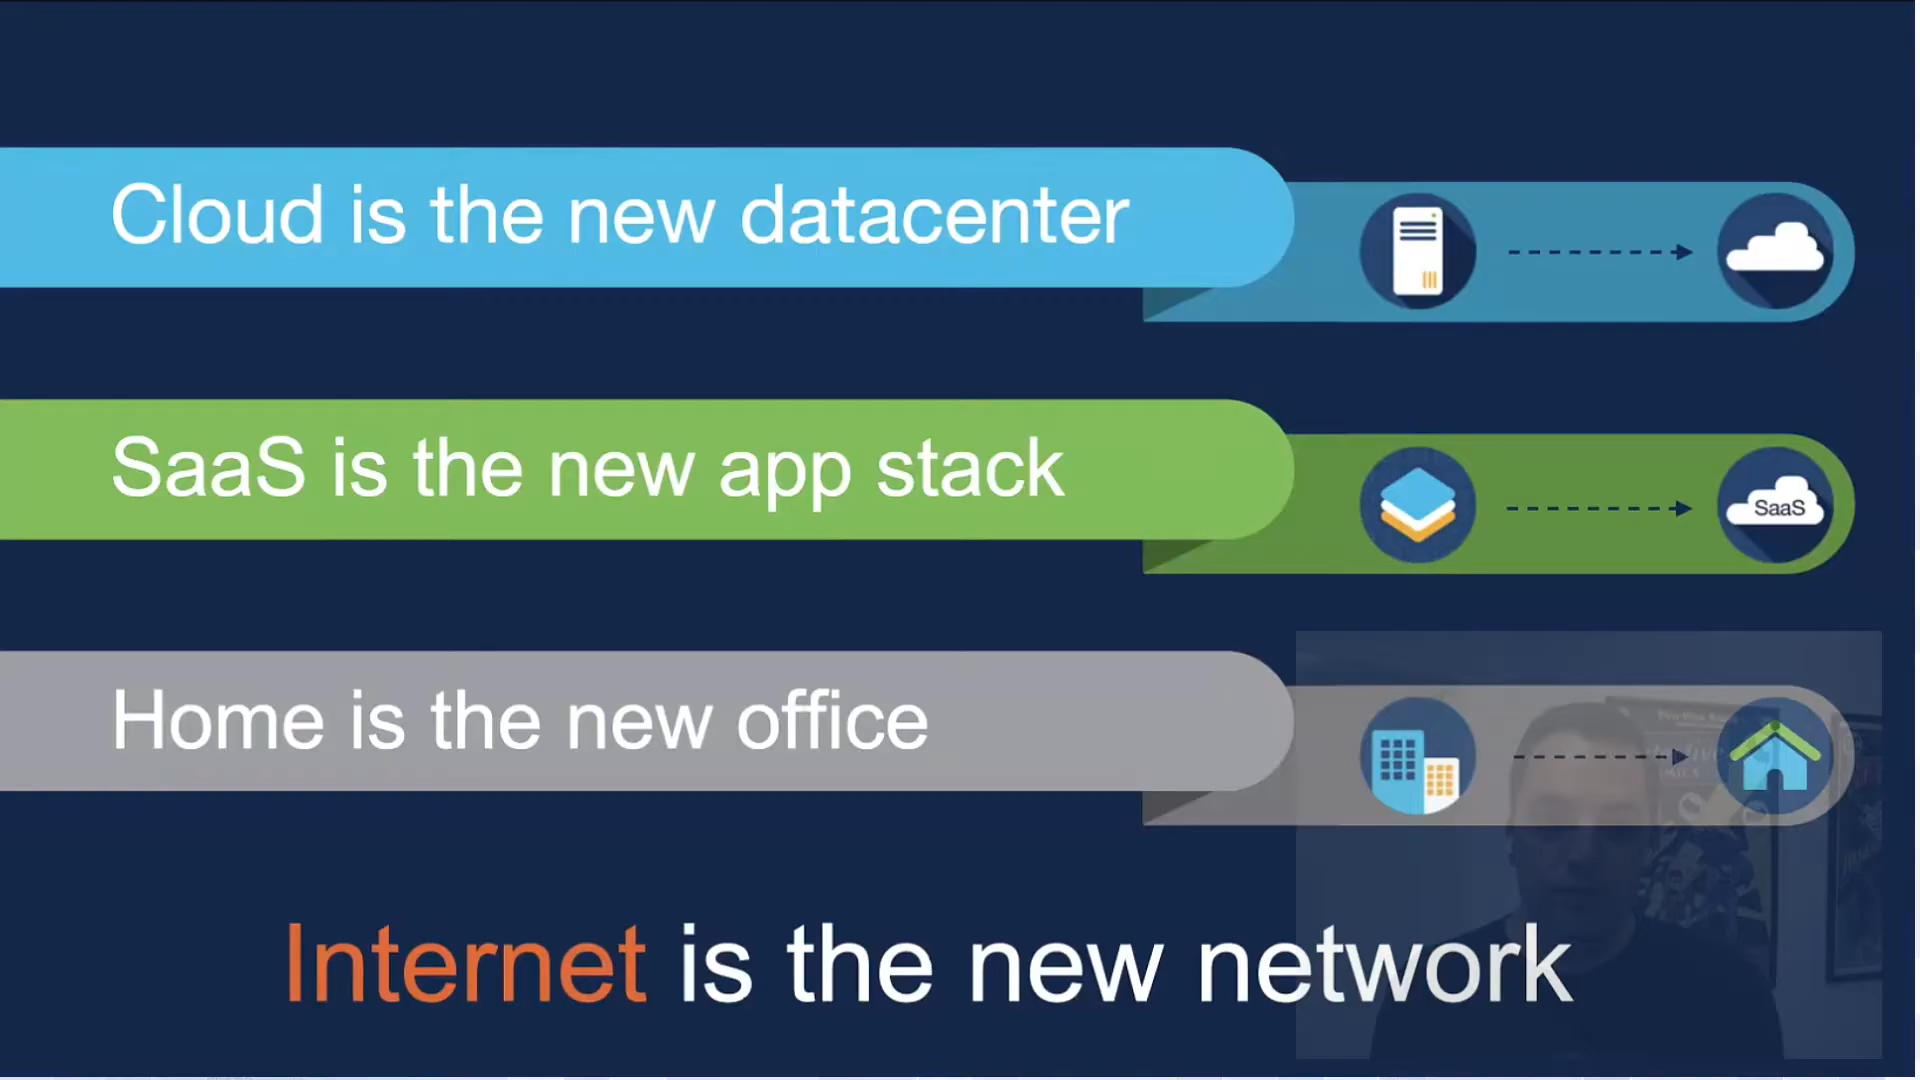 Cloud is the new datacenter
SaaS is the new app stack
SaaS
Home is the new office
Internet is the new network